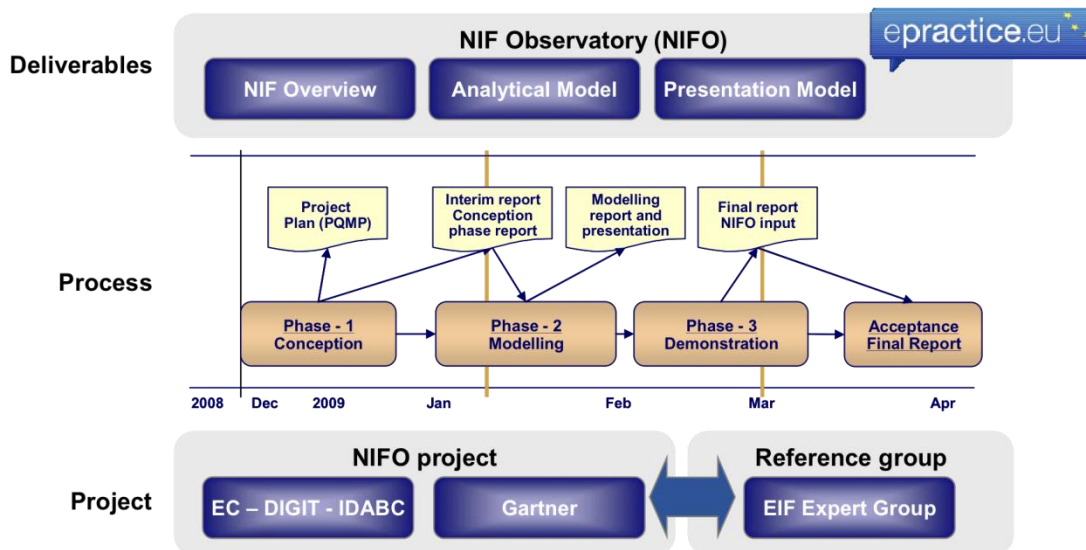 epractice.eu
NIF Observatory (NIFO)
Deliverables
NIF Overview
Analytical Model
Presentation Model
Project
Plan (PQMP)
Interim report
Conception
phase report
Modelling
report and
presentation
Final report
NIFO input
Process
Phase - 1
Conception
Phase - 2
Modelling
Phase - 3
Demonstration
Acceptance
Final Report
2008 Dec 2009 Jan Feb Mar Apr
NIFO project
Reference group
Project
EC – DIGIT - IDABC
Gartner
EIF Expert Group